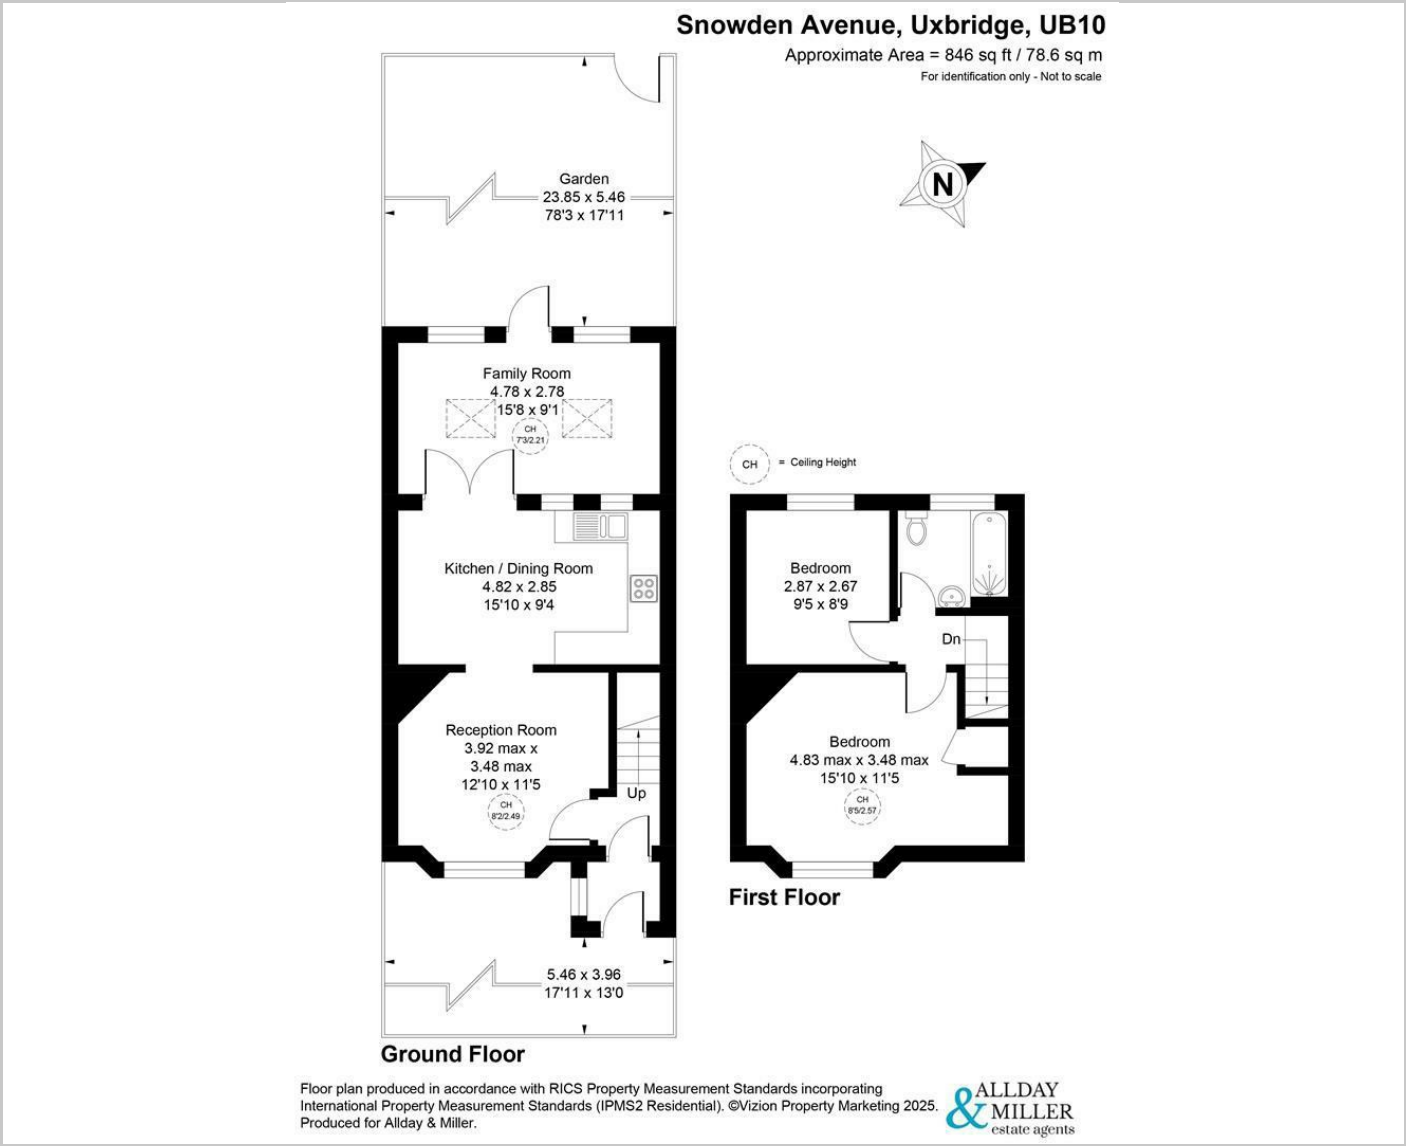 Snowden Avenue, Uxbridge, UB10
Approximate Area = 846 sq ft / 78.6 sq m
For identification only - Not to scale
N
Garden
23.85 x 5.46
78'3 x 17'11
Family Room
4.78 x 2.78
15'8 x 9'1
CH
7'3/2.21
Kitchen / Dining Room
4.82 x 2.85
15'10 x 9'4
Reception Room
3.92 max x
3.48 max
12'10 x 11'5
CH
8'2/2.49
Up
5.46 x 3.96
17'11 x 13'0
Ground Floor
CH = Ceiling Height
Bedroom
2.87 x 2.67
9'5 x 8'9
Dn
Bedroom
4.83 max x 3.48 max
15'10 x 11'5
CH
8'5/2.57
First Floor
Floor plan produced in accordance with RICS Property Measurement Standards incorporating
International Property Measurement Standards (IPMS2 Residential). ©Vizion Property Marketing 2025.
Produced for Allday & Miller.
ALLDAY
& MILLER
estate agents